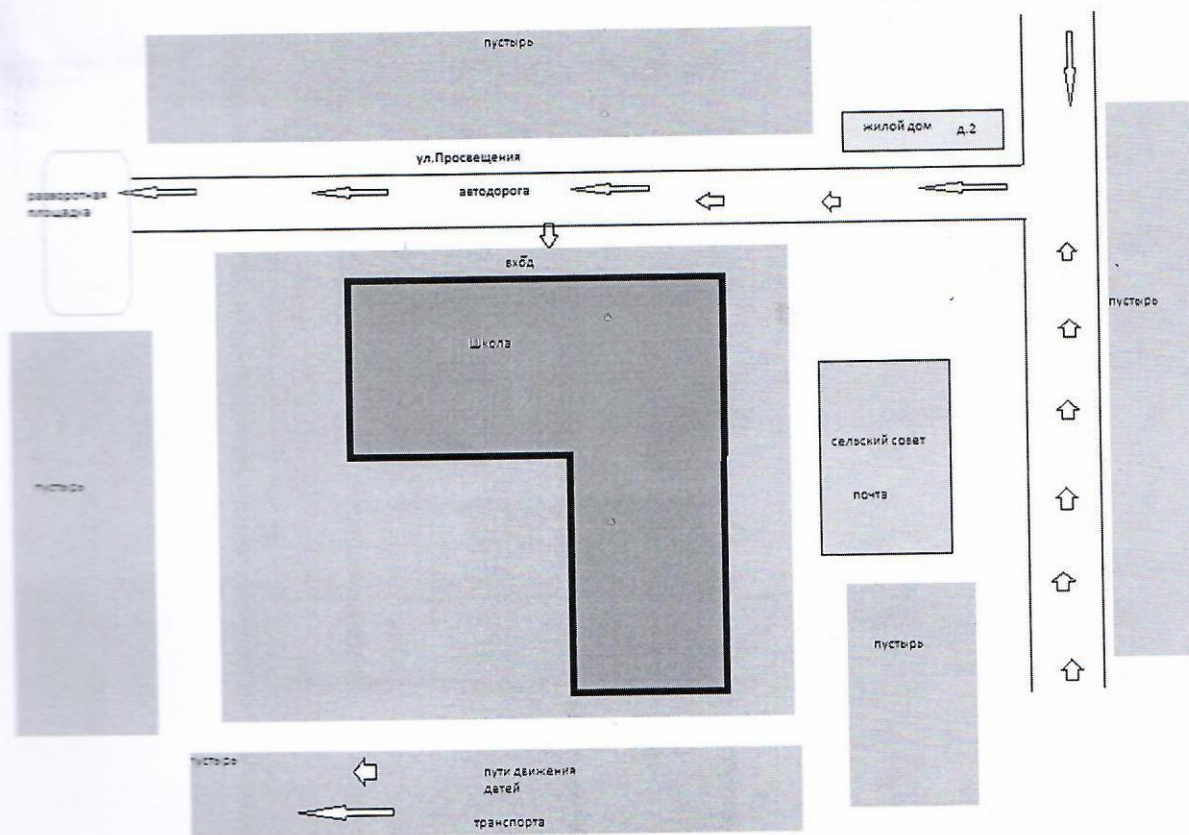 пустырь
жилой дом д.2
ул.Просвещения
автодорога
разворотная
площадка
вход
пустырь
Школа
сельский совет
почта
пустырь
пустырь
пустырь
пути движения
детей
транспорта